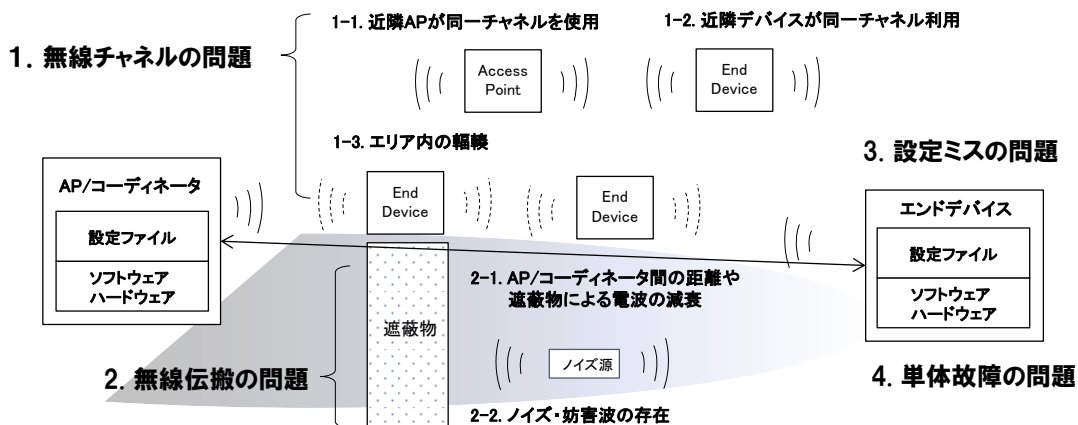 1-1. 近隣APが同一チャネルを使用
1-2. 近隣デバイスが同一チャネル利用
1. 無線チャネルの問題
Access
Point
End
Device
1-3. エリア内の輻輳
3. 設定ミスの問題
AP/コーディネータ
設定ファイル
ソフトウェア
ハードウェア
End
Device
End
Device
エンドデバイス
設定ファイル
ソフトウェア
ハードウェア
2-1. AP/コーディネータ間の距離や
遮蔽物による電波の減衰
遮蔽物
ノイズ源
2. 無線伝搬の問題
4. 単体故障の問題
2-2. ノイズ・妨害波の存在